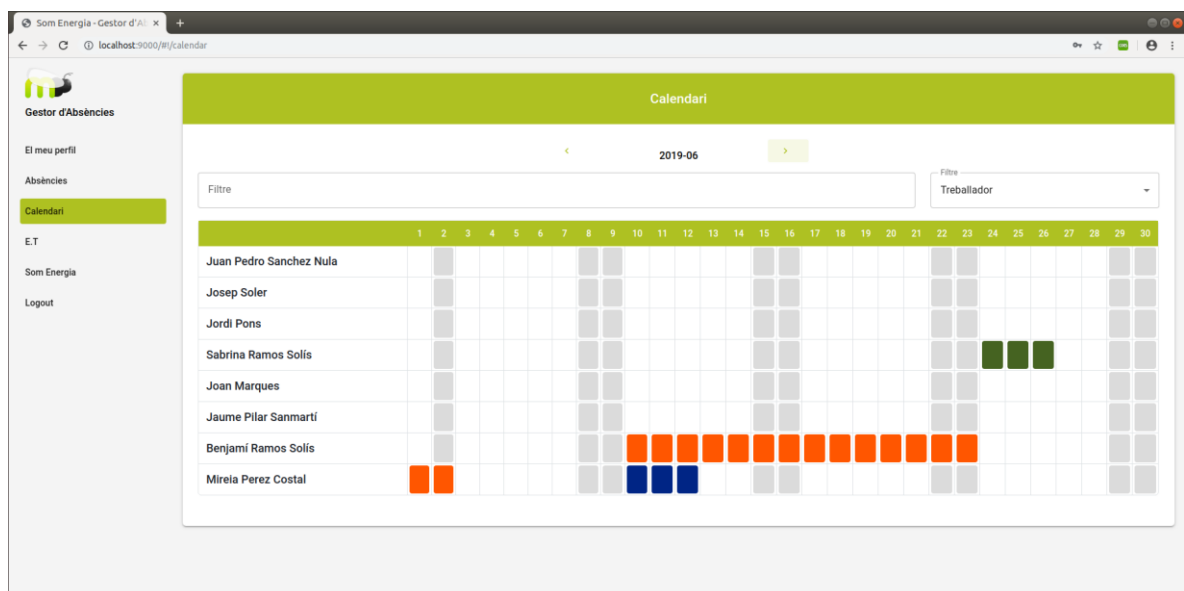 Som Energia - Gestor d'Al
localhost:9000/#!/calendar
Gestor d'Absències
El meu perfil
Absències
Calendari
E.T
Som Energia
Logout
Calendari
2019-06
Filtre
Filtre
Treballador
1 2 3 4 5 6 7 8 9 10 11 12 13 14 15 16 17 18 19 20 21 22 23 24 25 26 27 28 29 30
Juan Pedro Sanchez Nula
Josep Soler
Jordi Pons
Sabrina Ramos Solís
Joan Marques
Jaume Pilar Sanmartí
Benjamí Ramos Solís
Mireia Perez Costal